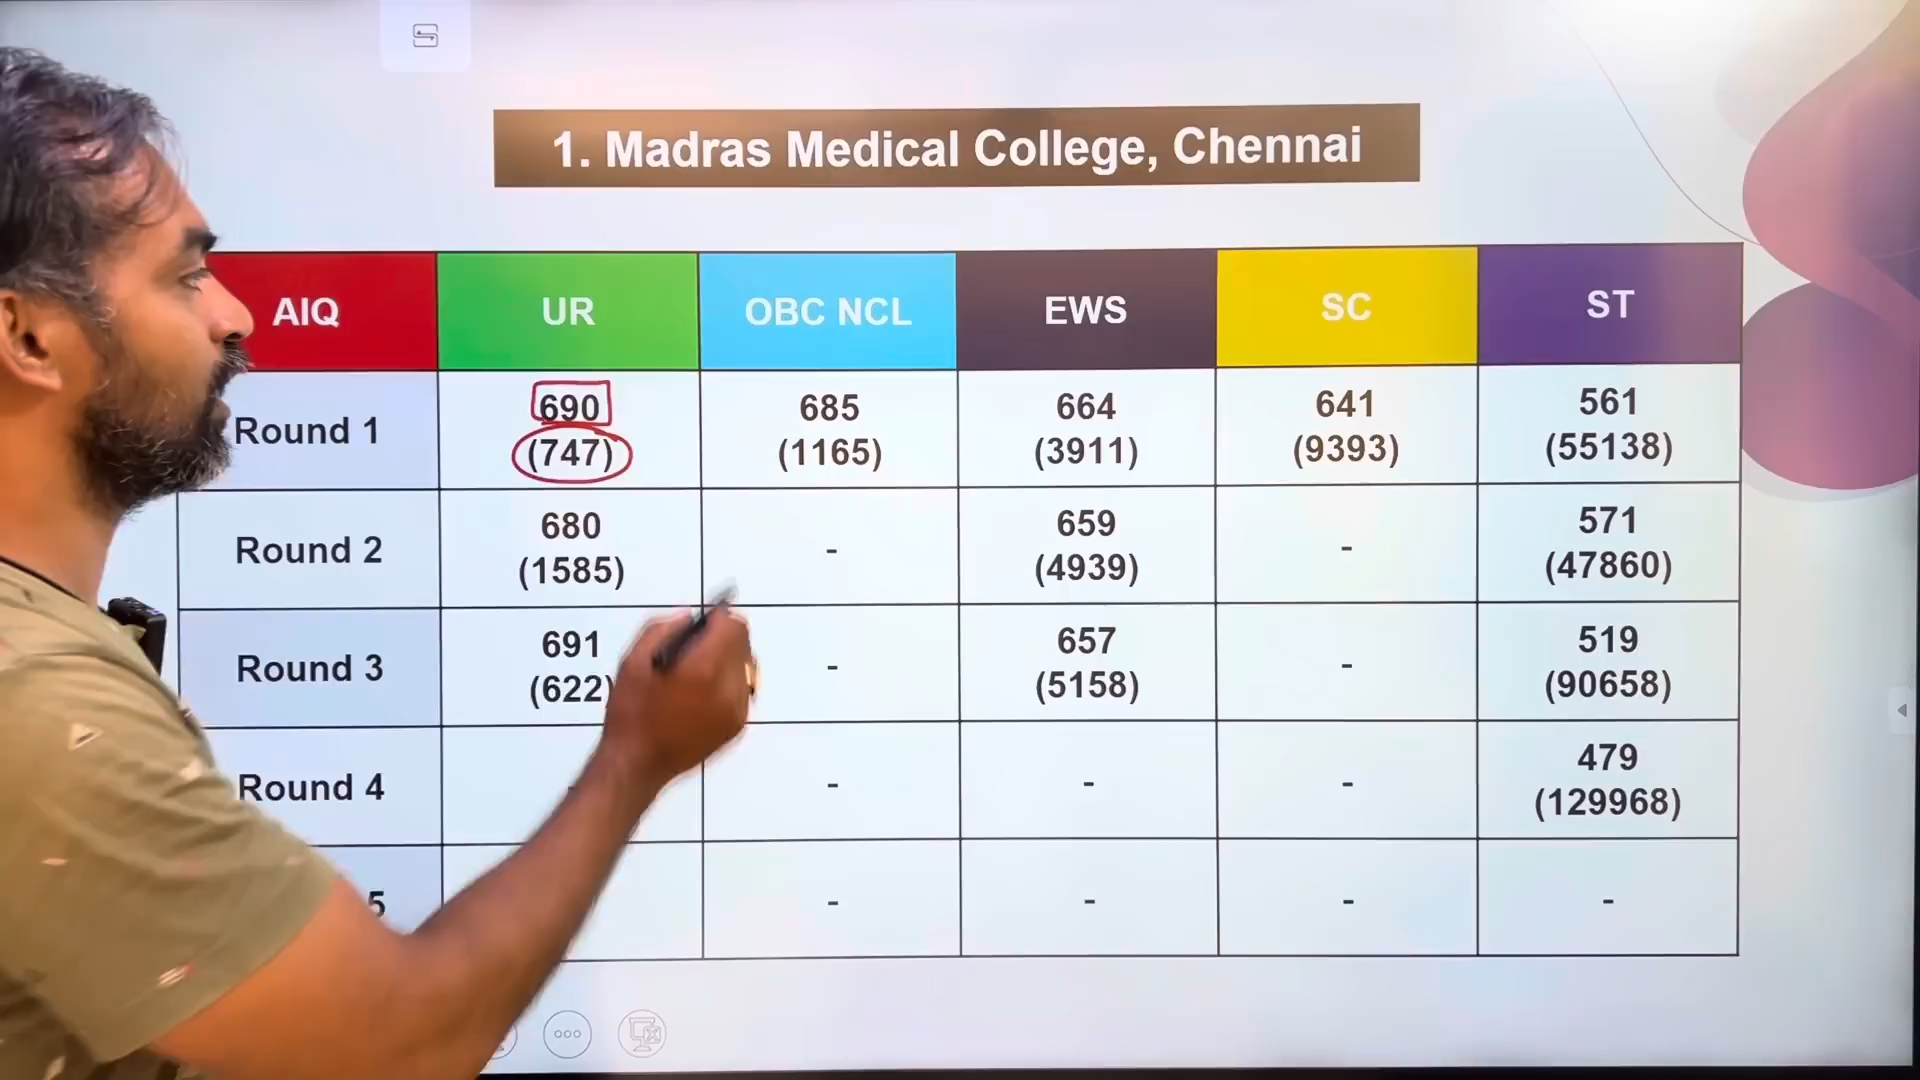 1. Madras Medical College, Chennai
AIQ UR OBC NCL EWS SC ST
Round 1 690 (747) 685 (1165) 664 (3911) 641 (9393) 561 (55138)
Round 2 680 (1585) - 659 (4939) - 571 (47860)
Round 3 691 (622) - 657 (5158) - 519 (90658)
Round 4 - - - - 479 (129968)
5 - - - -